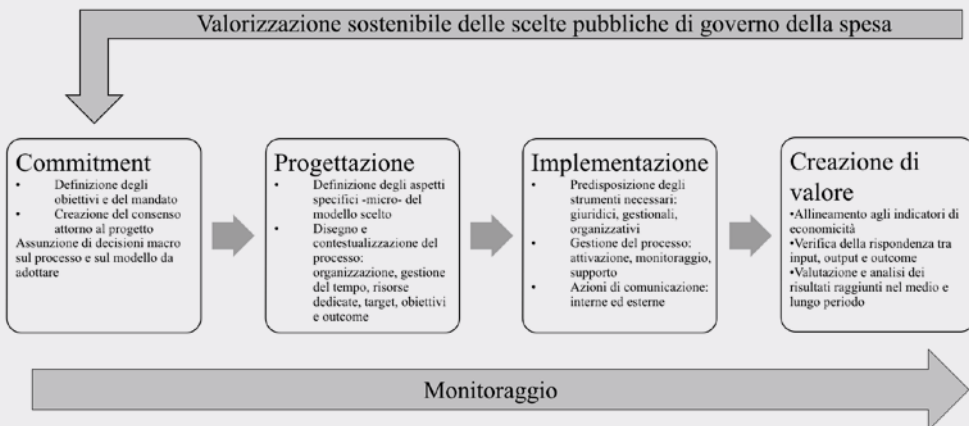 Valorizzazione sostenibile delle scelte pubbliche di governo della spesa
Commitment
• Definizione degli
obiettivi e del mandato
• Creazione del consenso
attorno al progetto
Assunzione di decisioni macro
sul processo e sul modello da
adottare
Progettazione
• Definizione degli aspetti
specifici -micro- del
modello scelto
• Disegno e
contestualizzazione del
processo:
organizzazione, gestione
del tempo, risorse
dedicate, target, obiettivi
e outcome
Implementazione
• Predisposizione degli
strumenti necessari:
giuridici, gestionali,
organizzativi
• Gestione del processo:
attivazione, monitoraggio,
supporto
• Azioni di comunicazione:
interne ed esterne
Creazione di
valore
•Allineamento agli indicatori di
economicità
•Verifica della rispondenza tra
input, output e outcome
•Valutazione e analisi dei
risultati raggiunti nel medio e
lungo periodo
Monitoraggio